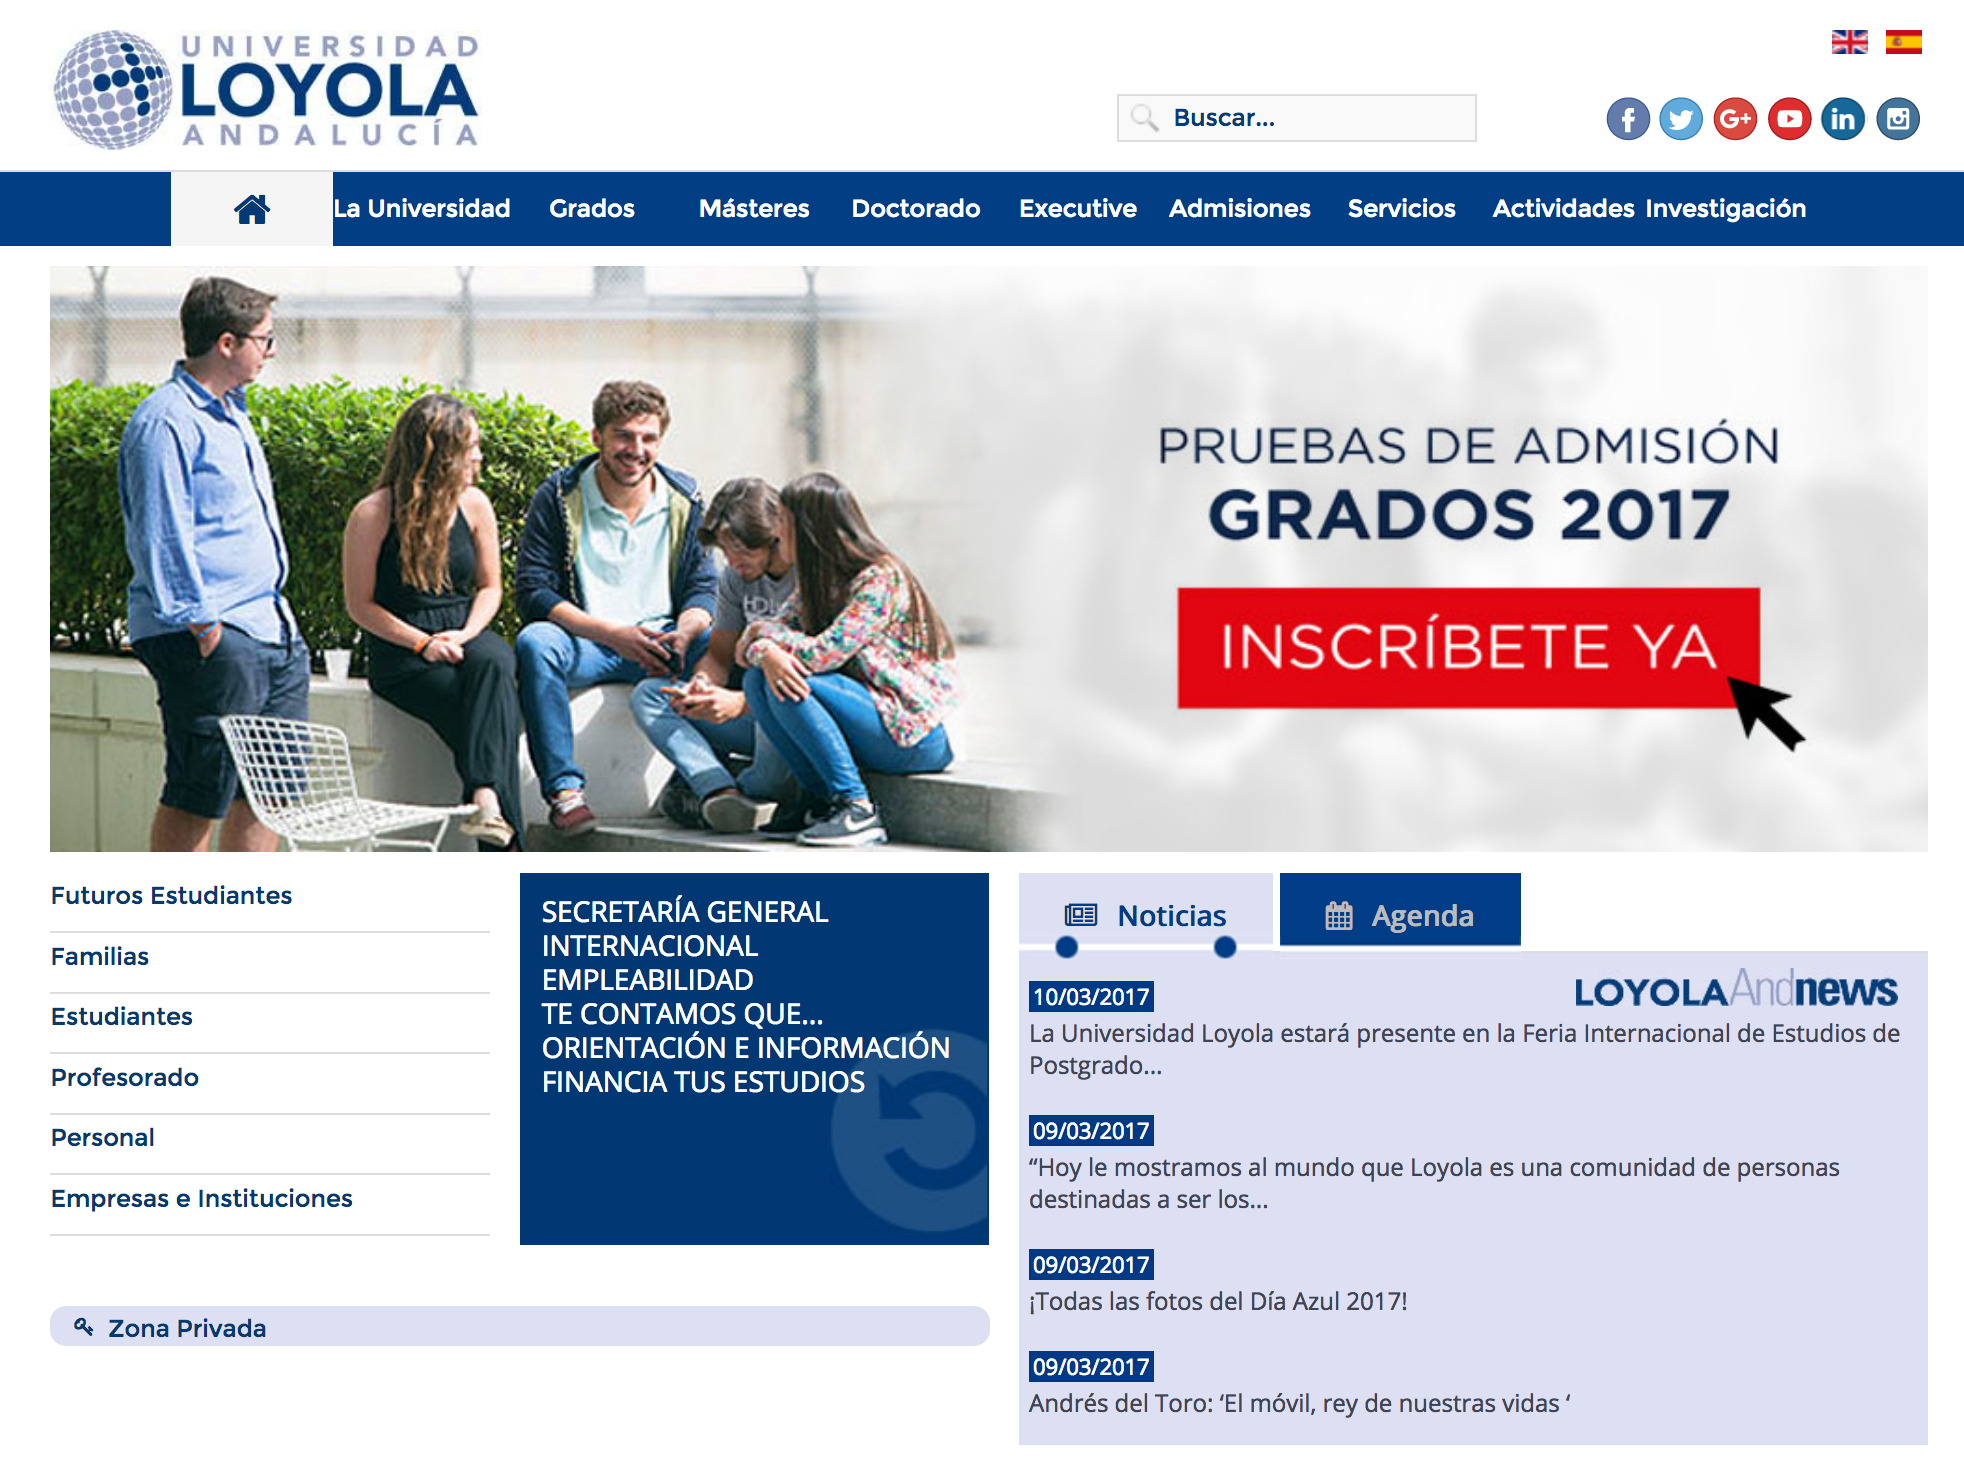 UNIVERSIDAD
LOYOLA
ANDALUCÍA
Buscar...
La Universidad Grados Másteres Doctorado Executive Admisiones Servicios Actividades Investigación
PRUEBAS DE ADMISIÓN
GRADOS 2017
INSCRÍBETE YA
Futuros Estudiantes
Familias
Estudiantes
Profesorado
Personal
Empresas e Instituciones
SECRETARÍA GENERAL
INTERNACIONAL
EMPLEABILIDAD
TE CONTAMOS QUE...
ORIENTACIÓN E INFORMACIÓN
FINANCIA TUS ESTUDIOS
Zona Privada
Noticias Agenda
LOYOLAAndnews
10/03/2017
La Universidad Loyola estará presente en la Feria Internacional de Estudios de
Postgrado...
09/03/2017
“Hoy le mostramos al mundo que Loyola es una comunidad de personas
destinadas a ser los...
09/03/2017
¡Todas las fotos del Día Azul 2017!
09/03/2017
Andrés del Toro: ‘El móvil, rey de nuestras vidas ‘